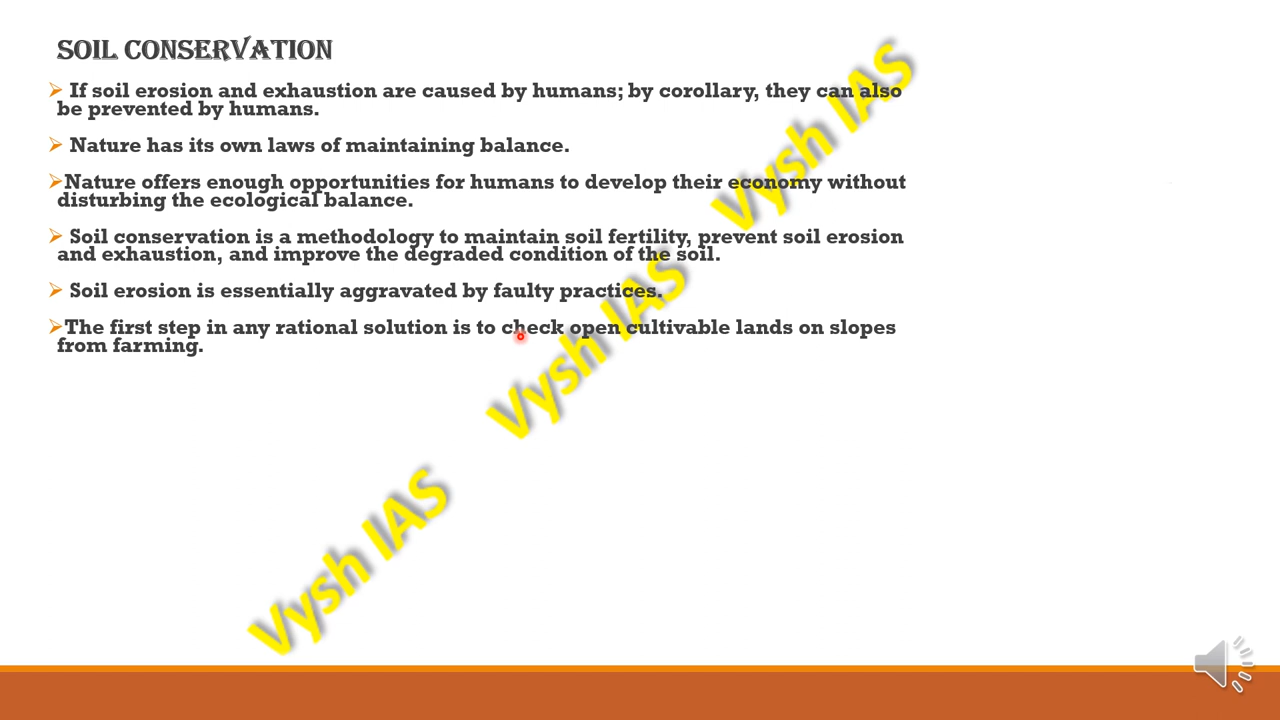 SOIL CONSERVATION
➢ If soil erosion and exhaustion are caused by humans; by corollary, they can also
be prevented by humans.
➢ Nature has its own laws of maintaining balance.
➢Nature offers enough opportunities for humans to develop their economy without
disturbing the ecological balance.
➢ Soil conservation is a methodology to maintain soil fertility, prevent soil erosion
and exhaustion, and improve the degraded condition of the soil.
➢ Soil erosion is essentially aggravated by faulty practices.
➢The first step in any rational solution is to check open cultivable lands on slopes
from farming.
Vysh IAS
Vysh IAS
Vysh IAS